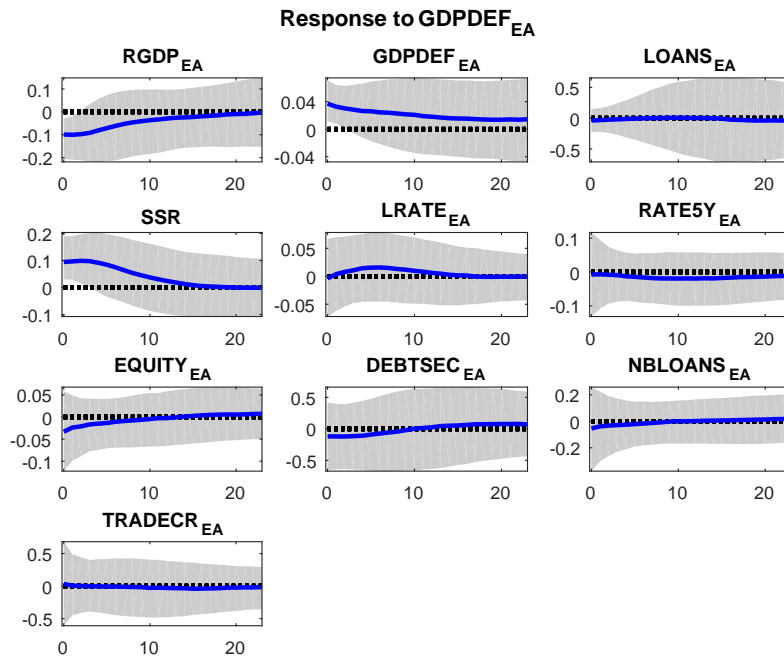 Response to GDPDEF_EA
RGDP_EA
0.1
0
-0.1
-0.2
0 10 20
GDPDEF_EA
0.04
0
-0.04
0 10 20
LOANS_EA
0.5
0
-0.5
0 10 20
SSR
0.2
0.1
0
-0.1
0 10 20
LRATE_EA
0.05
0
-0.05
0 10 20
RATE5Y_EA
0.1
0
-0.1
0 10 20
EQUITY_EA
0.05
0
-0.05
-0.1
0 10 20
DEBTSEC_EA
0.5
0
-0.5
0 10 20
NBLOANS_EA
0.2
0
-0.2
0 10 20
TRADECR_EA
0.5
0
-0.5
0 10 20